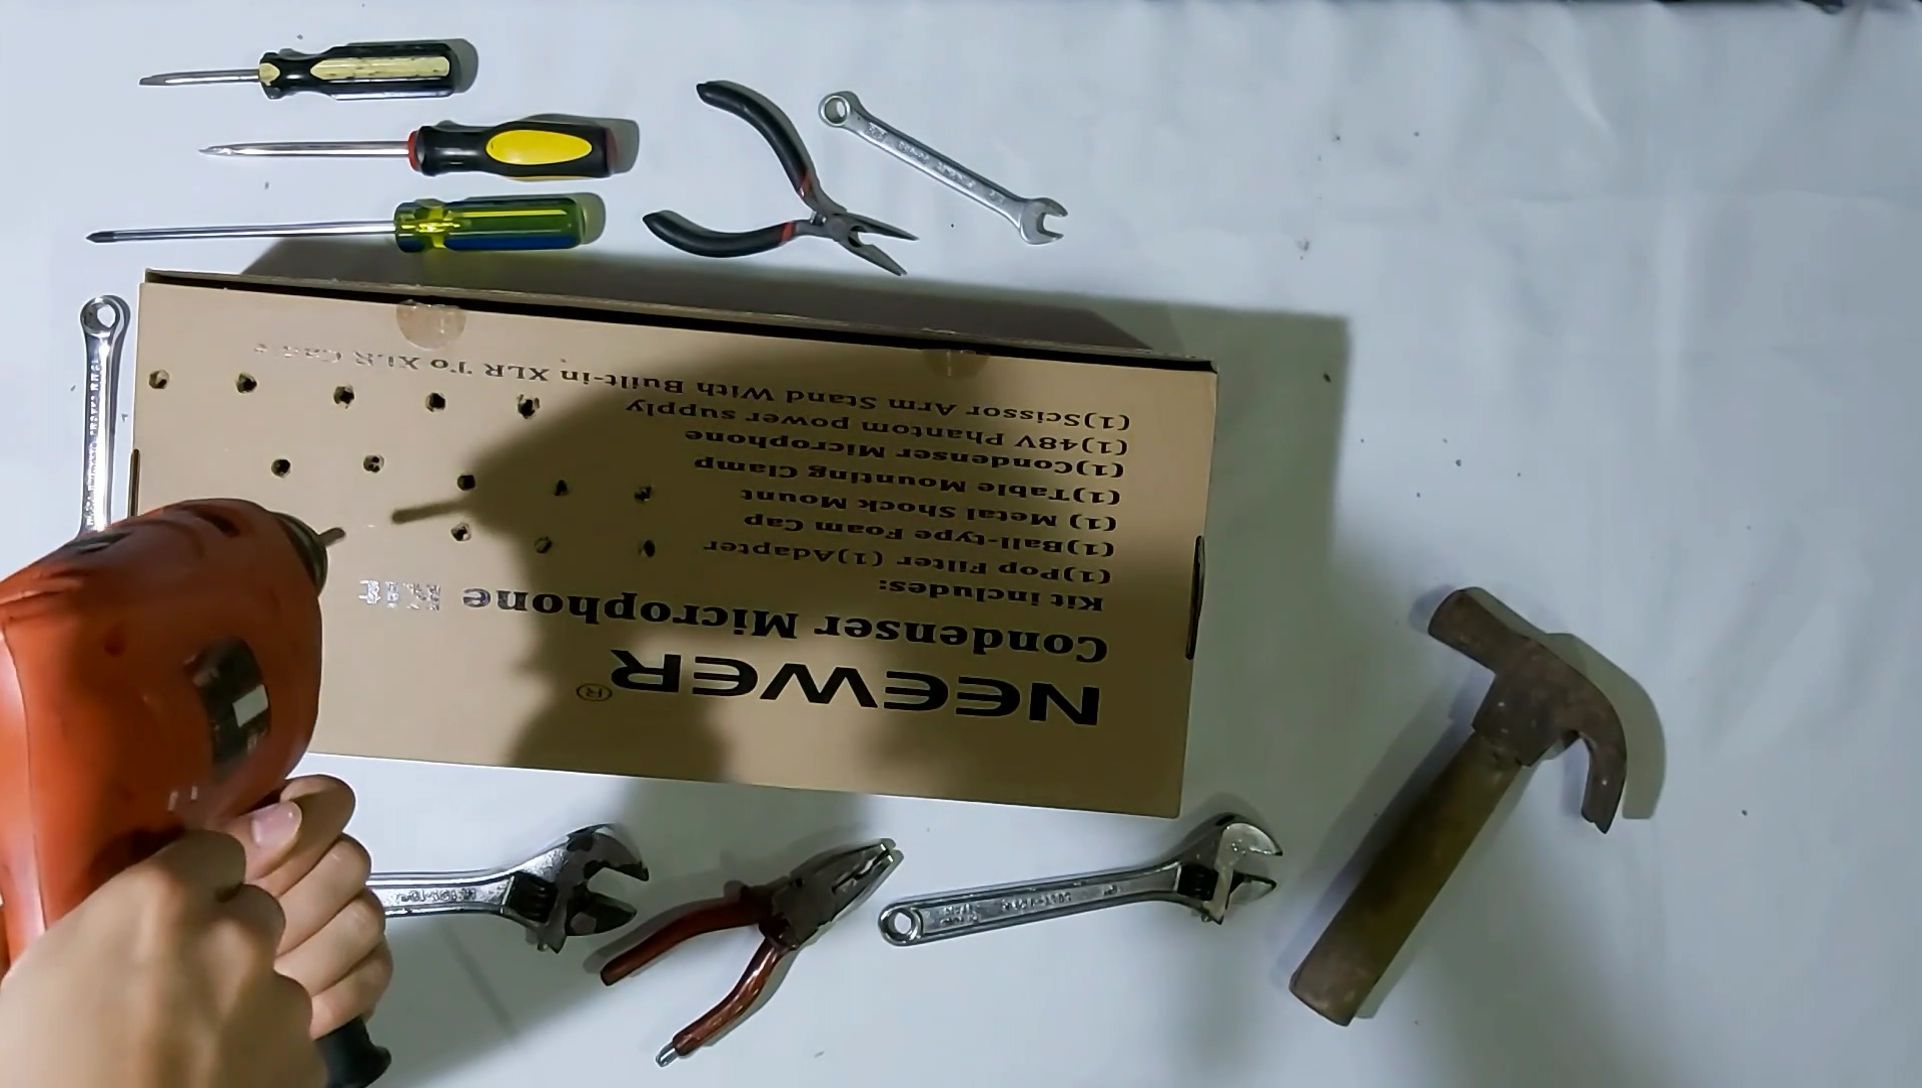 NEEWER®
Condenser Microphone Kit
Kit includes:
(1)Pop Filter (1)Adapter
(1)Ball-type Foam Cap
(1) Metal Shock Mount
(1)Table Mounting Clamp
(1)Condenser Microphone
(1)48V Phantom power supply
(1)Scissor Arm Stand With Built-in XLR To XLR Cable